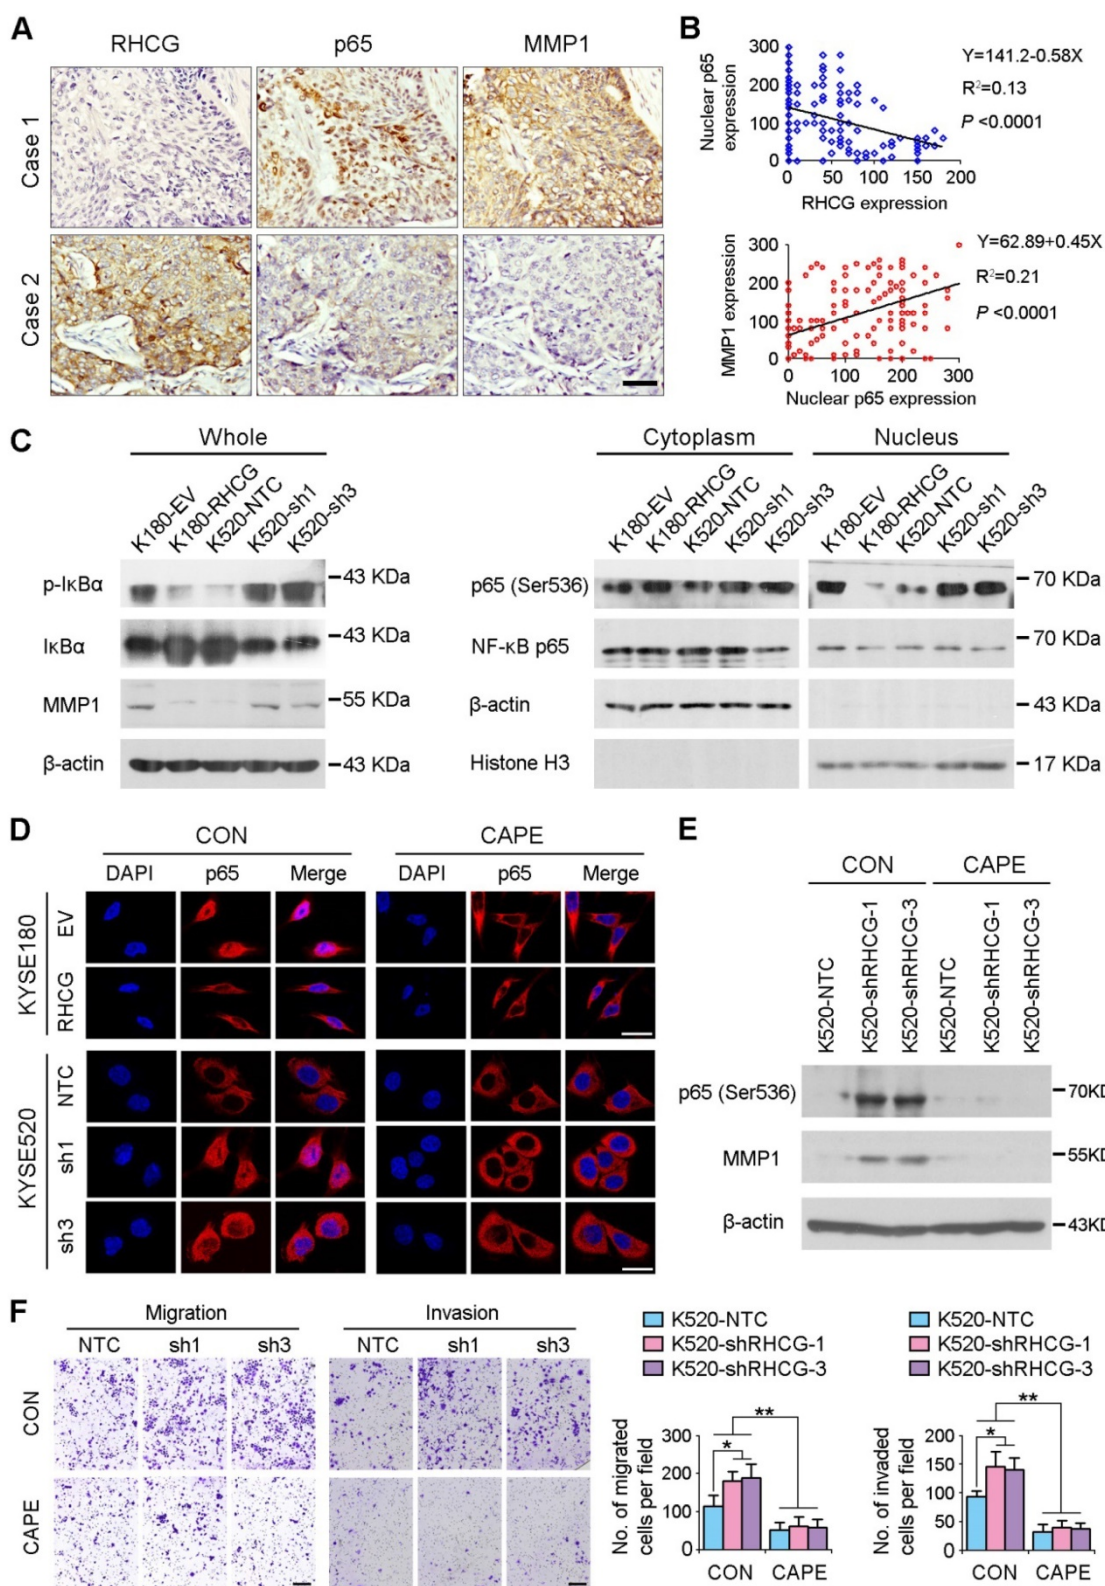 A
RHCG p65 MMP1
Case 1
Case 2
B
Nuclear p65
expression
300
200
100
0
0 50 100 150 200
RHCG expression
Y=141.2-0.58X
R²=0.13
P <0.0001
MMP1 expression
300
200
100
0
0 100 200 300
Nuclear p65 expression
Y=62.89+0.45X
R²=0.21
P <0.0001
C
Whole
K180-EV
K180-RHCG
K520-NTC
K520-sh1
K520-sh3
p-IκBα 43 KDa
IκBα 43 KDa
MMP1 55 KDa
β-actin 43 KDa
Cytoplasm Nucleus
K180-EV
K180-RHCG
K520-NTC
K520-sh1
K520-sh3
K180-EV
K180-RHCG
K520-NTC
K520-sh1
K520-sh3
p65 (Ser536) 70 KDa
NF-κB p65 70 KDa
β-actin 43 KDa
Histone H3 17 KDa
D
CON CAPE
DAPI p65 Merge DAPI p65 Merge
KYSE180
EV
RHCG
KYSE520
NTC
sh1
sh3
E
CON CAPE
K520-NTC
K520-shRHCG-1
K520-shRHCG-3
K520-NTC
K520-shRHCG-1
K520-shRHCG-3
p65 (Ser536) 70KD
MMP1 55KD
β-actin 43KD
F
Migration Invasion
NTC sh1 sh3 NTC sh1 sh3
CON
CAPE
K520-NTC
K520-shRHCG-1
K520-shRHCG-3
No. of migrated
cells per field
300
200
100
0
*
**
CON CAPE
K520-NTC
K520-shRHCG-1
K520-shRHCG-3
No. of invaded
cells per field
200
150
100
50
0
*
**
CON CAPE